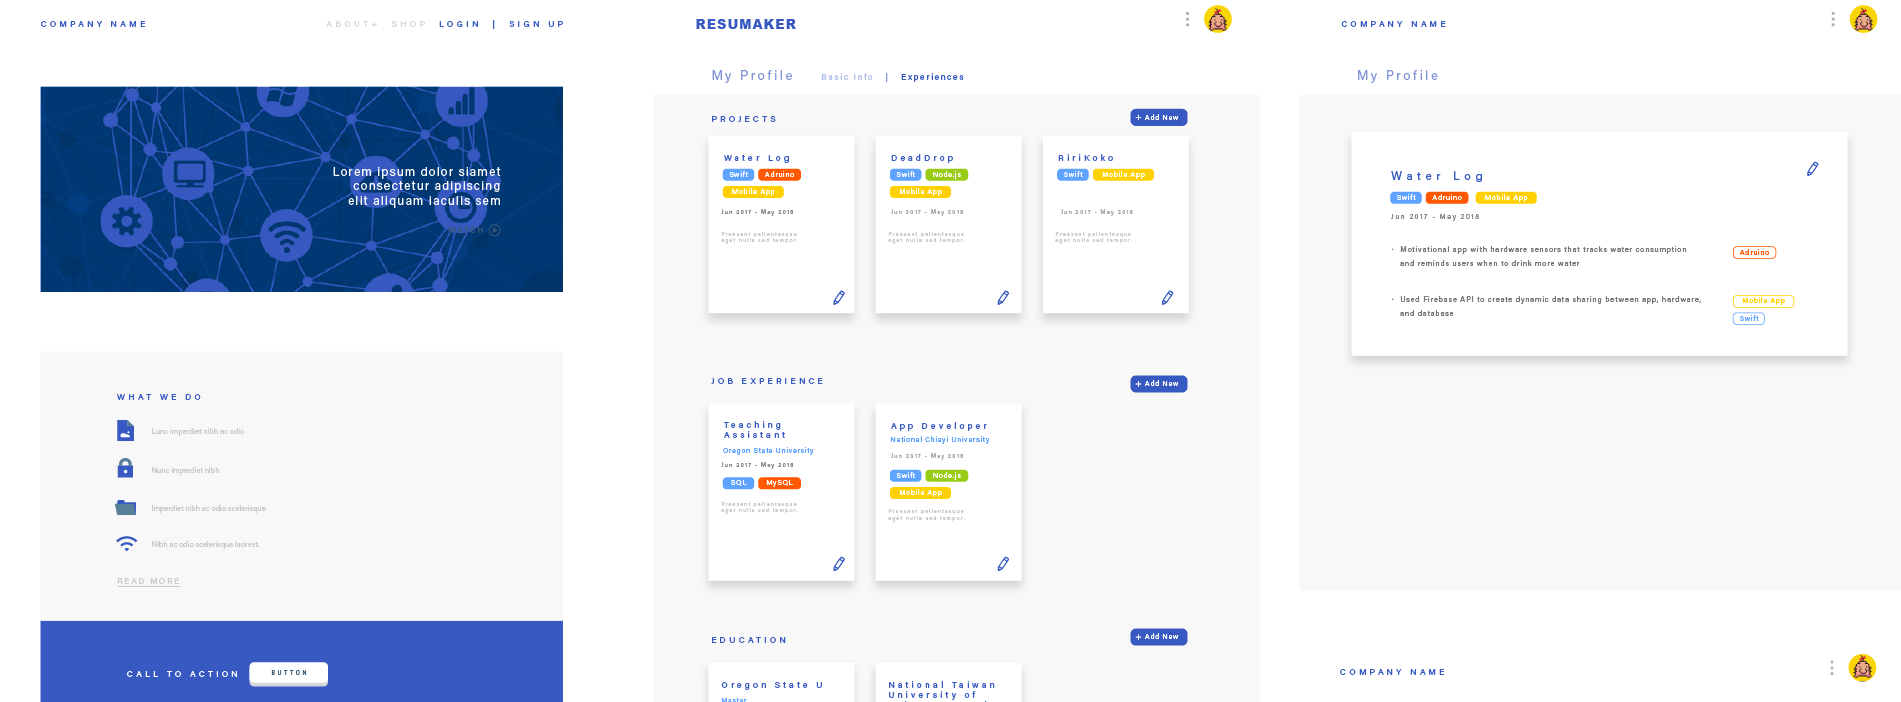 COMPANY NAME
ABOUT+ SHOP LOGIN | SIGN UP
Lorem ipsum dolor siamet
consectetur adipiscing
elit aliquam iaculis sem
WHAT WE DO
Lunc imperdiet nibh ac odio
Nunc imperdiet nibh
Imperdiet nibh ac odio scelerisque
Nibh ac odio scelerisque laoreet.
READ MORE
CALL TO ACTION
BUTTON
RESUMAKER
My Profile
Basic Info | Experiences
PROJECTS
+ Add New
Water Log
Swift Adruino
Mobile App
Jun 2017 - May 2018
Praesent pellentesque
eget nulla sed tempor.
DeadDrop
Swift Node.js
Mobile App
Jun 2017 - May 2018
Praesent pellentesque
eget nulla sed tempor.
RiriKoko
Swift Mobile App
Jun 2017 - May 2018
Praesent pellentesque
eget nulla sed tempor.
JOB EXPERIENCE
+ Add New
Teaching
Assistant
Oregon State University
Jun 2017 - May 2018
SQL MySQL
Praesent pellentesque
eget nulla sed tempor.
App Developer
National Chiayi University
Jun 2017 - May 2018
Swift Node.js
Mobile App
Praesent pellentesque
eget nulla sed tempor.
EDUCATION
+ Add New
Oregon State U
Master
National Taiwan
University of
COMPANY NAME
My Profile
Water Log
Swift Adruino Mobile App
Jun 2017 - May 2018
· Motivational app with hardware sensors that tracks water consumption
and reminds users when to drink more water
Adruino
· Used Firebase API to create dynamic data sharing between app, hardware,
and database
Mobile App
Swift
COMPANY NAME